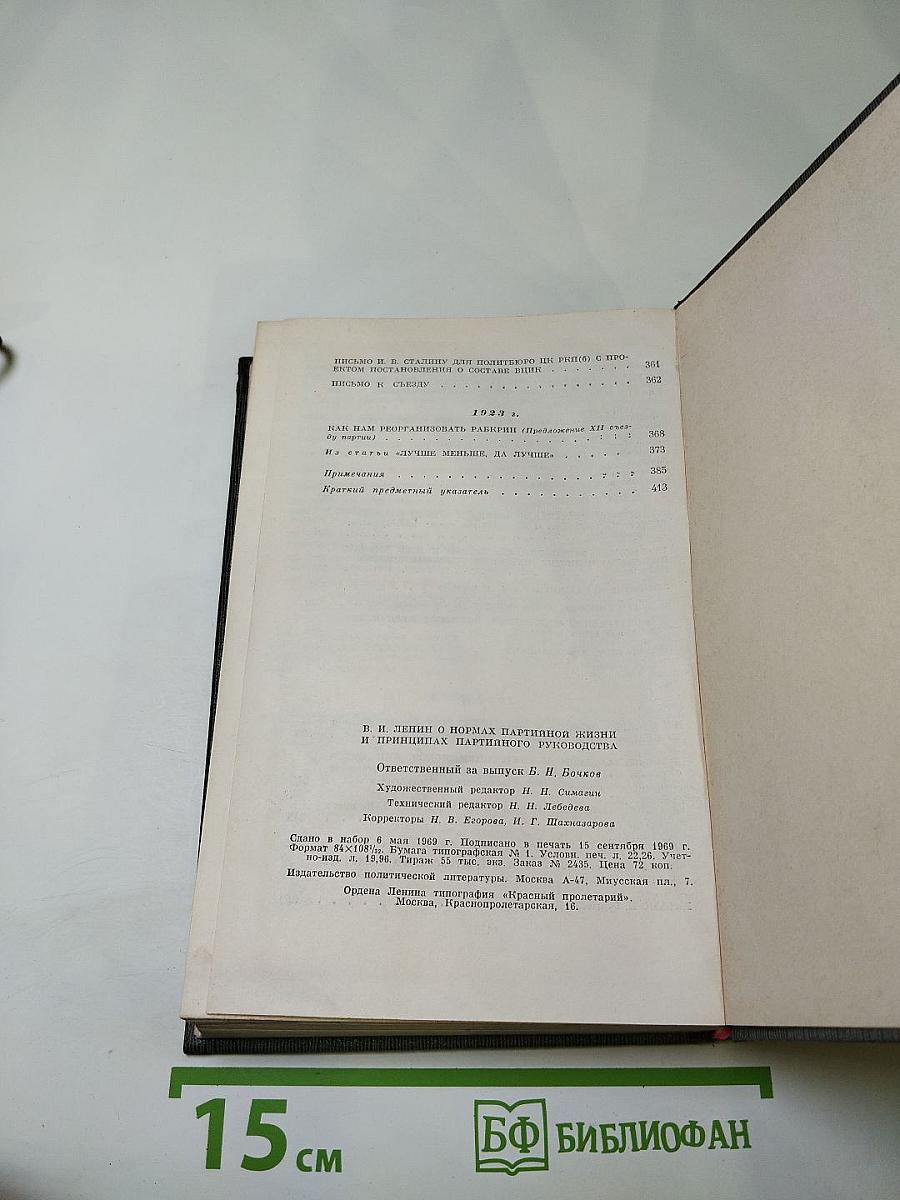 ПИСЬМО И. В. СТАЛИНУ ДЛЯ ПОЛИТБЮРО ЦК РКП(б) С ПРО-
ЕКТОМ ПОСТАНОВЛЕНИЯ О СОСТАВЕ ВЦИК . . . . . . . 361
ПИСЬМО К СЪЕЗДУ . . . . . . . . . . . . . . . . 362
1923 г.
КАК НАМ РЕОРГАНИЗОВАТЬ РАБКРИН (Предложение XII съез-
ду партии) . . . . . . . . . . . . . . . . . . : : : 368
Из статьи «ЛУЧШЕ МЕНЬШЕ, ДА ЛУЧШЕ» . . . . . 373
Примечания . . . . . . . . . . . . . . . . . . . 385
Краткий предметный указатель . . . . . . . . . . . . 413
В. И. ЛЕНИН О НОРМАХ ПАРТИЙНОЙ ЖИЗНИ
И ПРИНЦИПАХ ПАРТИЙНОГО РУКОВОДСТВА
Ответственный за выпуск Б. Н. Бочков
Художественный редактор Н. Н. Симагин
Технический редактор Н. Н. Лебедева
Корректоры Н. В. Егорова, И. Г. Шахназарова
Сдано в набор 6 мая 1969 г. Подписано в печать 15 сентября 1969 г.
Формат 84×108¹/₃₂. Бумага типографская № 1. Условн. печ. л. 22,26. Учет-
но-изд. л. 19,96. Тираж 55 тыс. экз. Заказ № 2435. Цена 72 коп.
Издательство политической литературы. Москва А-47, Миусская пл., 7.
Ордена Ленина типография «Красный пролетарий».
Москва, Краснопролетарская, 16.
15 см
БФ БИБЛИОФАН